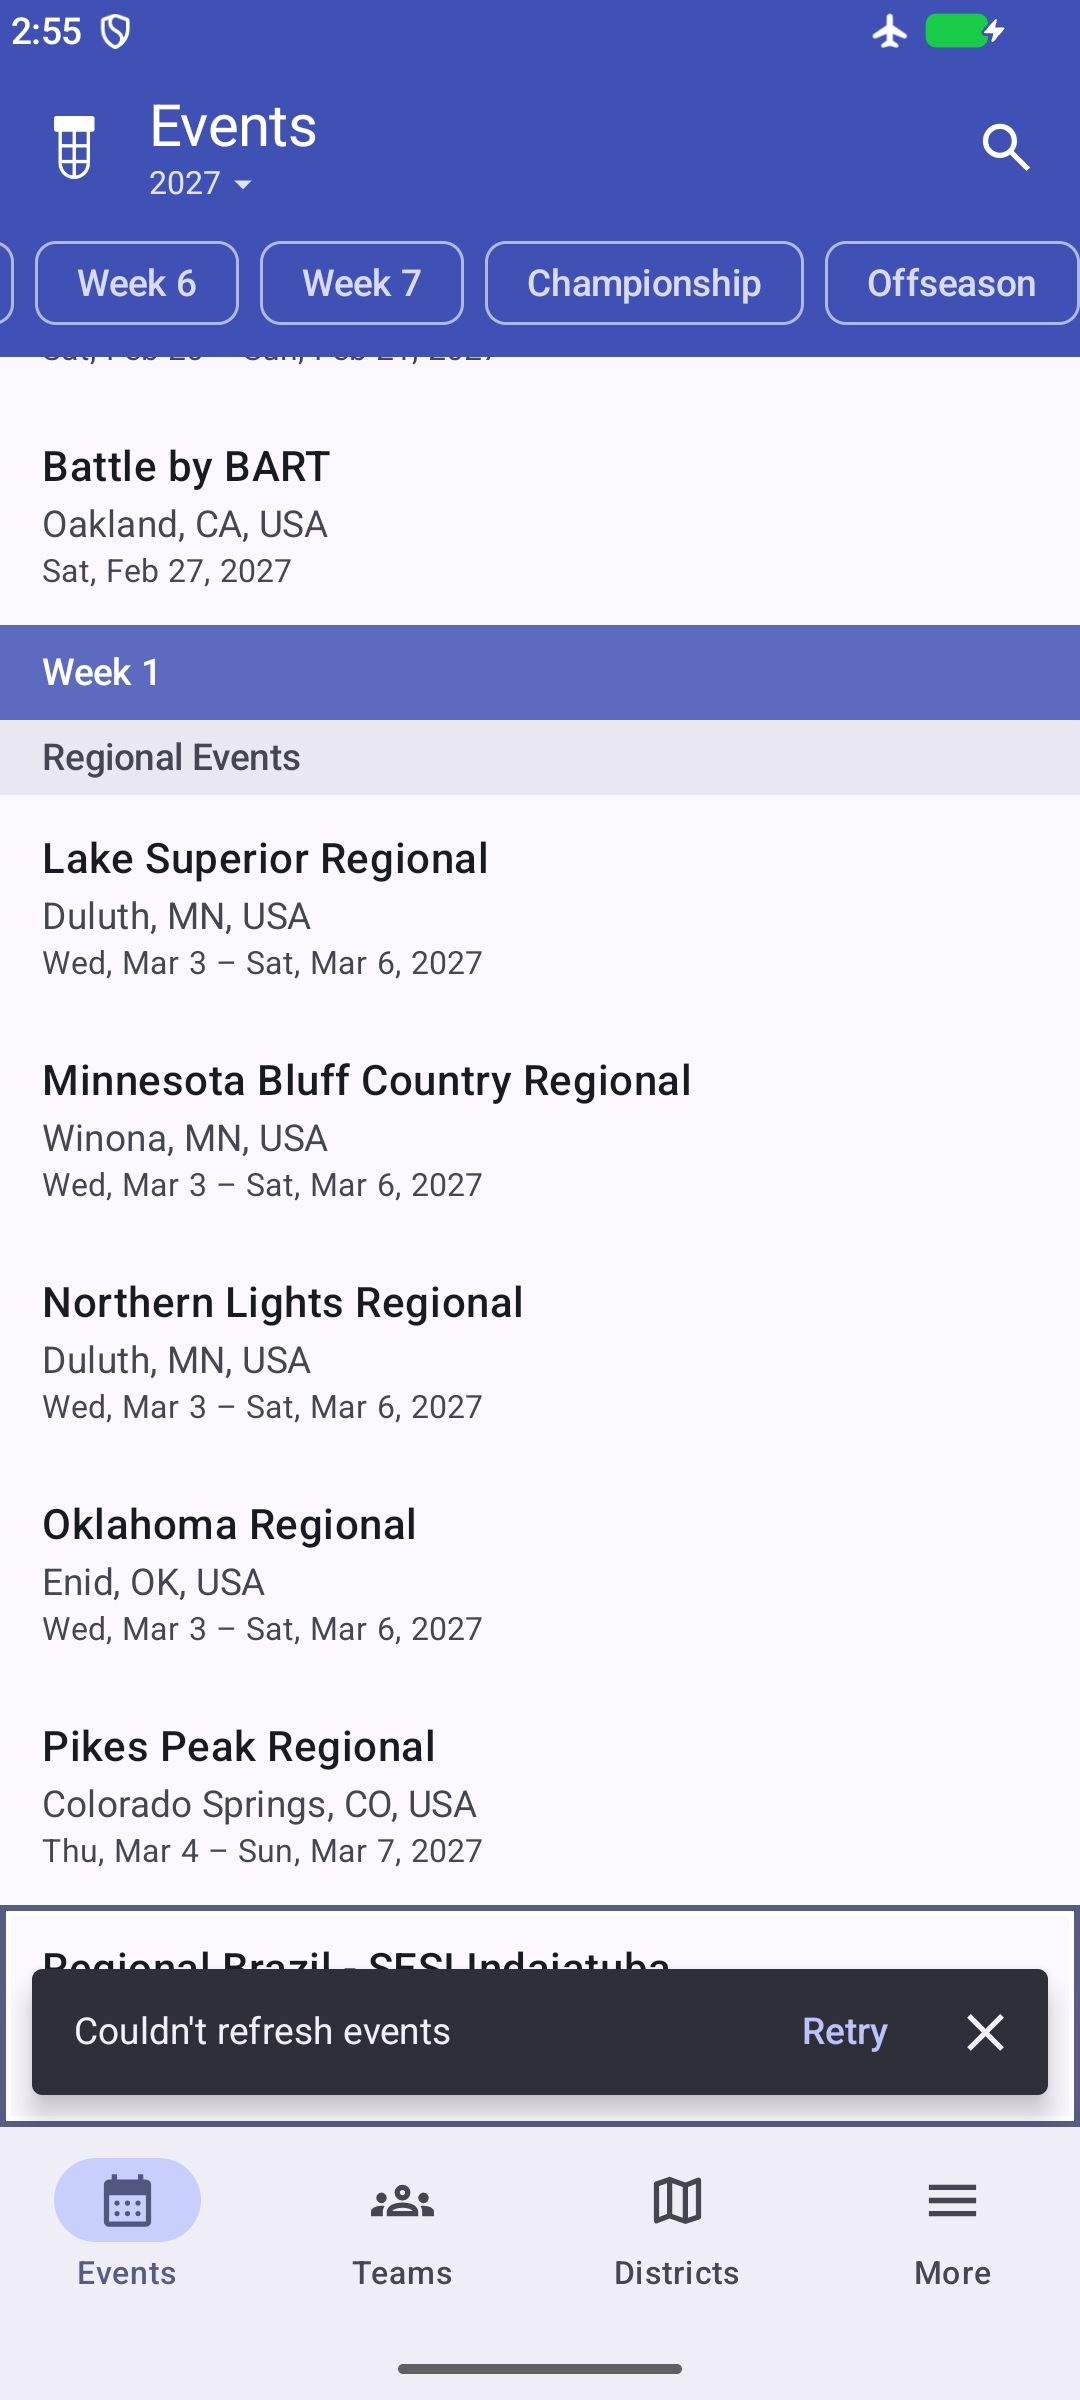 2:55
Events
2027
Week 6
Week 7
Championship
Offseason
Battle by BART
Oakland, CA, USA
Sat, Feb 27, 2027
Week 1
Regional Events
Lake Superior Regional
Duluth, MN, USA
Wed, Mar 3 – Sat, Mar 6, 2027
Minnesota Bluff Country Regional
Winona, MN, USA
Wed, Mar 3 – Sat, Mar 6, 2027
Northern Lights Regional
Duluth, MN, USA
Wed, Mar 3 – Sat, Mar 6, 2027
Oklahoma Regional
Enid, OK, USA
Wed, Mar 3 – Sat, Mar 6, 2027
Pikes Peak Regional
Colorado Springs, CO, USA
Thu, Mar 4 – Sun, Mar 7, 2027
Regional Brazil - SESI Indaiatuba
Couldn't refresh events
Retry
Events
Teams
Districts
More